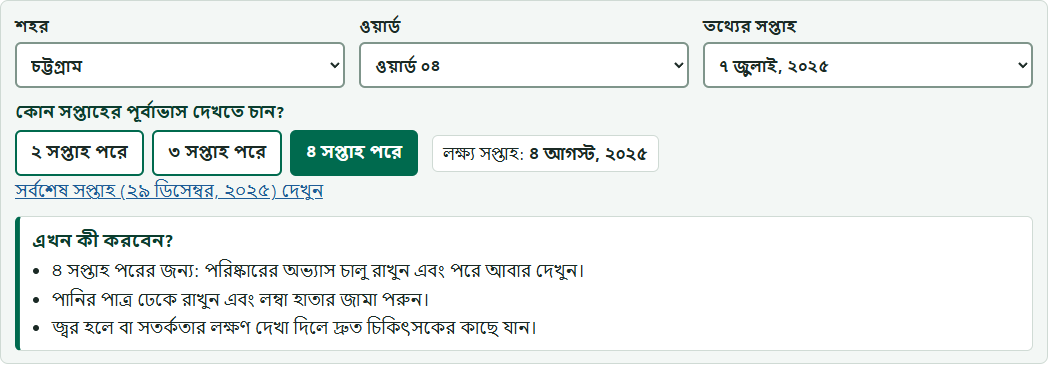 শহর
ওয়ার্ড
তথ্যের সপ্তাহ
চট্টগ্রাম
ওয়ার্ড ০৪
৭ জুলাই, ২০২৫
কোন সপ্তাহের পূর্বাভাস দেখতে চান?
২ সপ্তাহ পরে
৩ সপ্তাহ পরে
৪ সপ্তাহ পরে
লক্ষ্য সপ্তাহ: ৪ আগস্ট, ২০২৫
সর্বশেষ সপ্তাহ (২৯ ডিসেম্বর, ২০২৫) দেখুন
এখন কী করবেন?
৪ সপ্তাহ পরের জন্য: পরিষ্কারের অভ্যাস চালু রাখুন এবং পরে আবার দেখুন।
পানির পাত্র ঢেকে রাখুন এবং লম্বা হাতার জামা পরুন।
জ্বর হলে বা সতর্কতার লক্ষণ দেখা দিলে দ্রুত চিকিৎসকের কাছে যান।